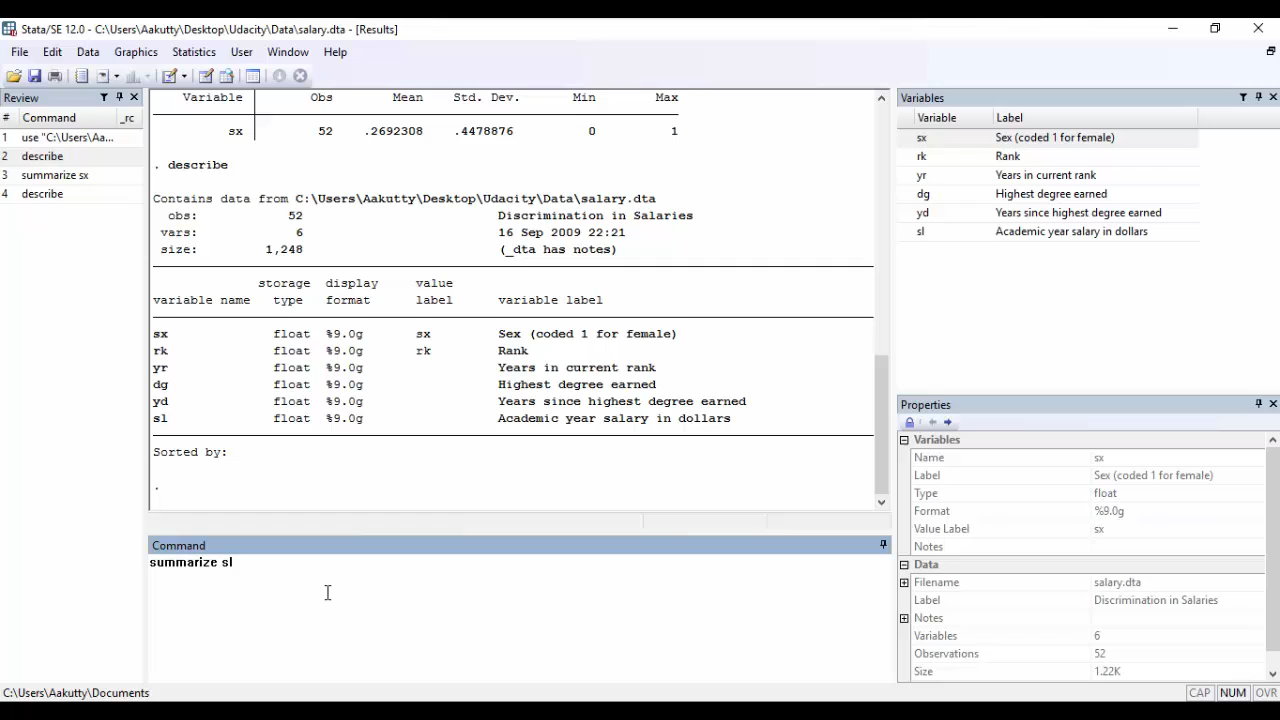 Stata/SE 12.0 - C:\Users\Aakutty\Desktop\Udacity\Data\salary.dta - [Results]
File Edit Data Graphics Statistics User Window Help
Review
# Command _rc
1 use "C:\Users\Aa...
2 describe
3 summarize sx
4 describe
Variable Obs Mean Std. Dev. Min Max
sx 52 .2692308 .4478876 0 1
. describe
Contains data from C:\Users\Aakutty\Desktop\Udacity\Data\salary.dta
obs: 52 Discrimination in Salaries
vars: 6 16 Sep 2009 22:21
size: 1,248 (_dta has notes)
storage display value
variable name type format label variable label
sx float %9.0g sx Sex (coded 1 for female)
rk float %9.0g rk Rank
yr float %9.0g Years in current rank
dg float %9.0g Highest degree earned
yd float %9.0g Years since highest degree earned
sl float %9.0g Academic year salary in dollars
Sorted by:
.
Command
summarize sl
Variables
Variable Label
sx Sex (coded 1 for female)
rk Rank
yr Years in current rank
dg Highest degree earned
yd Years since highest degree earned
sl Academic year salary in dollars
Properties
Variables
Name sx
Label Sex (coded 1 for female)
Type float
Format %9.0g
Value Label sx
Notes
Data
Filename salary.dta
Label Discrimination in Salaries
Notes
Variables 6
Observations 52
Size 1.22K
C:\Users\Aakutty\Documents
CAP NUM OVR